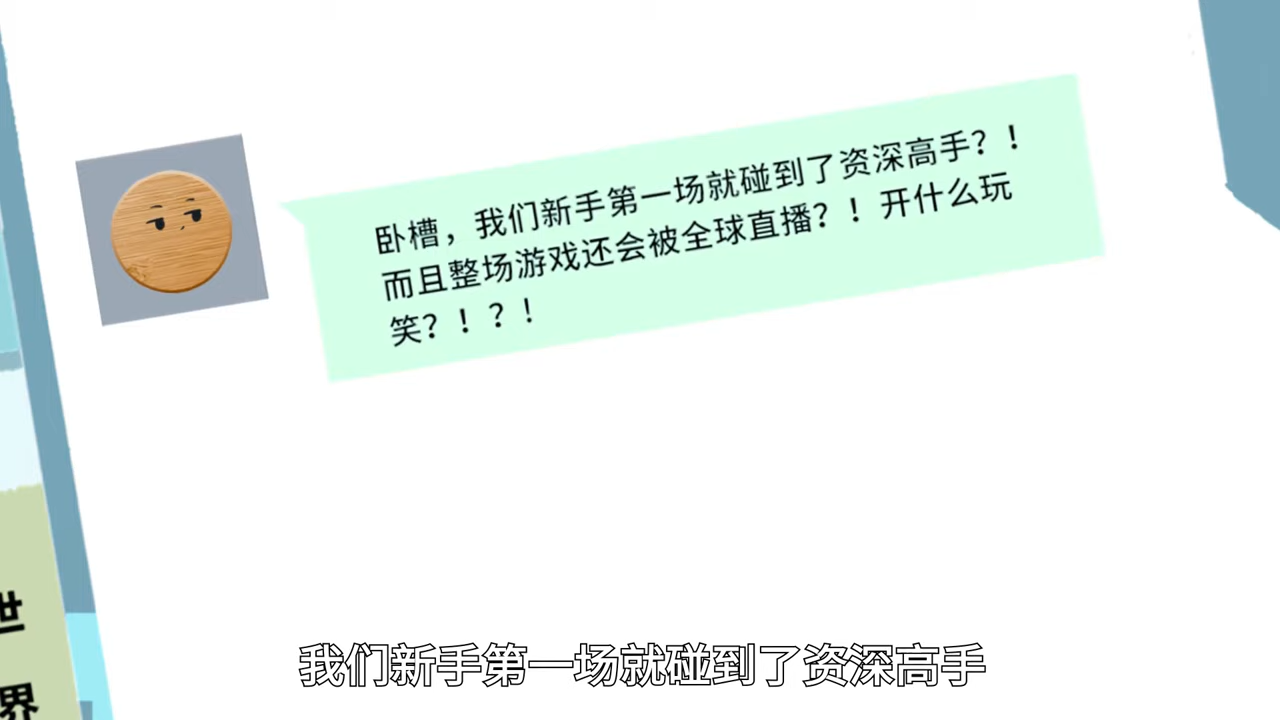 卧槽，我们新手第一场就碰到了资深高手？！
而且整场游戏还会被全球直播？！开什么玩
笑？！？！
世
界
我们新手第一场就碰到了资深高手